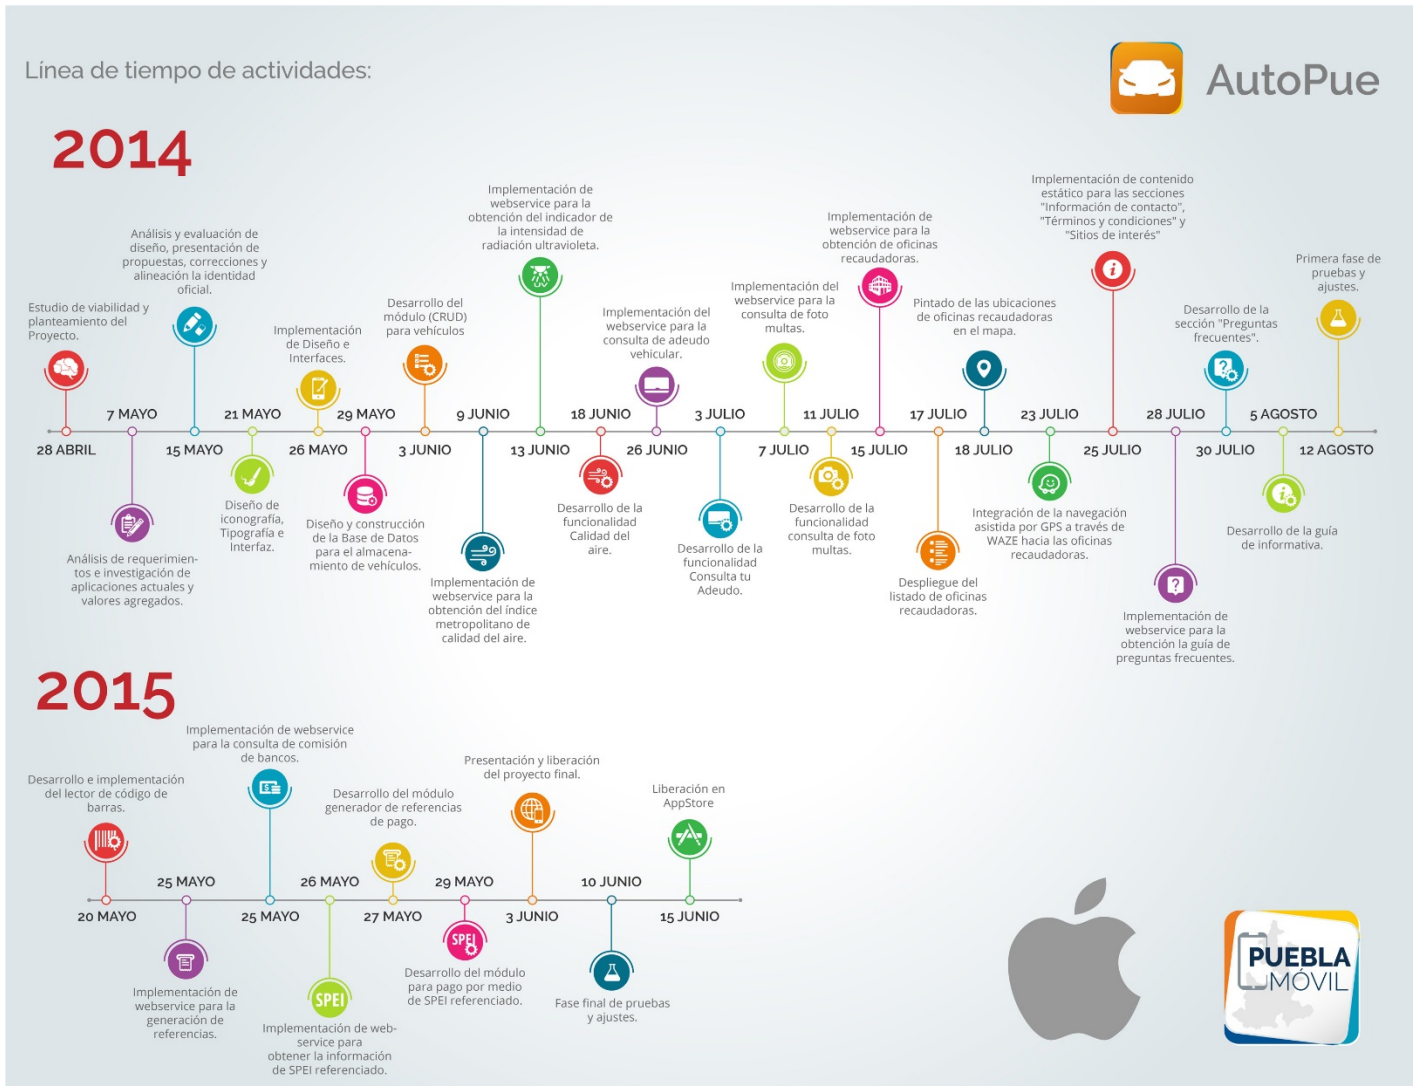 Línea de tiempo de actividades:
AutoPue
2014
Estudio de viabilidad y
planteamiento del
Proyecto.
28 ABRIL
7 MAYO
Análisis de requerimien-
tos e investigación de
aplicaciones actuales y
valores agregados.
Análisis y evaluación de
diseño, presentación de
propuestas, correcciones y
alineación la identidad
oficial.
15 MAYO
21 MAYO
Diseño de
iconografía,
Tipografía e
Interfaz.
Implementación
de Diseño e
Interfaces.
26 MAYO
29 MAYO
Diseño y construcción
de la Base de Datos
para el almacena-
miento de vehículos.
Desarrollo del
módulo (CRUD)
para vehículos
3 JUNIO
9 JUNIO
Implementación de
webservice para la
obtención del índice
metropolitano de
calidad del aire.
Implementación de
webservice para la
obtención del indicador de
la intensidad de
radiación ultravioleta.
UV
13 JUNIO
18 JUNIO
Desarrollo de la
funcionalidad
Calidad del
aire.
Implementación del
webservice para la
consulta de adeudo
vehicular.
26 JUNIO
3 JULIO
Desarrollo de la
funcionalidad
Consulta tu
Adeudo.
Implementación del
webservice para la
consulta de foto
multas.
7 JULIO
11 JULIO
Desarrollo de la
funcionalidad
consulta de foto
multas.
Implementación de
webservice para la
obtención de oficinas
recaudadoras.
15 JULIO
17 JULIO
Despliegue del
listado de oficinas
recaudadoras.
Pintado de las ubicaciones
de oficinas recaudadoras
en el mapa.
18 JULIO
23 JULIO
Integración de la navegación
asistida por GPS a través de
WAZE hacia las oficinas
recaudadoras.
Implementación de contenido
estático para las secciones
"Información de contacto",
"Términos y condiciones" y
"Sitios de interés"
25 JULIO
28 JULIO
Implementación de
webservice para la
obtención la guía de
preguntas frecuentes.
Desarrollo de la
sección "Preguntas
frecuentes".
30 JULIO
5 AGOSTO
Desarrollo de la guía
de informativa.
Primera fase de
pruebas y
ajustes.
12 AGOSTO
2015
Desarrollo e implementación
del lector de código de
barras.
20 MAYO
25 MAYO
Implementación de
webservice para la
generación de
referencias.
Implementación de webservice
para la consulta de comisión
de bancos.
25 MAYO
26 MAYO
SPEI
Implementación de web-
service para
obtener la información
de SPEI referenciado.
Desarrollo del módulo
generador de referencias
de pago.
27 MAYO
29 MAYO
SPEI
Desarrollo del módulo
para pago por medio
de SPEI referenciado.
Presentación y liberación
del proyecto final.
3 JUNIO
10 JUNIO
Fase final de pruebas
y ajustes.
Liberación en
AppStore
15 JUNIO
PUEBLA
MÓVIL